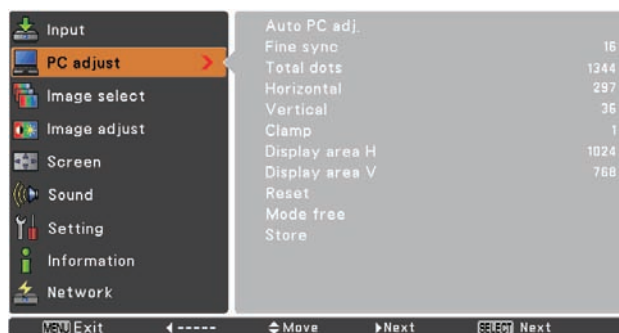 Input
PC adjust
Image select
Image adjust
Screen
Sound
Setting
Information
Network
Auto PC adj.
Fine sync 16
Total dots 1344
Horizontal 297
Vertical 36
Clamp 1
Display area H 1024
Display area V 768
Reset
Mode free
Store
MENU Exit ----- Move Next SELECT Next